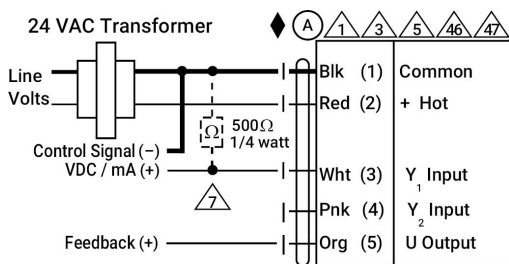 24 VAC Transformer
A 1 3 5 46 47
Line Volts
Blk (1) Common
Red (2) + Hot
Ω 500Ω 1/4 watt
Control Signal (–)
VDC / mA (+)
Wht (3) Y1 Input
7
Pnk (4) Y2 Input
Feedback (+) Org (5) U Output